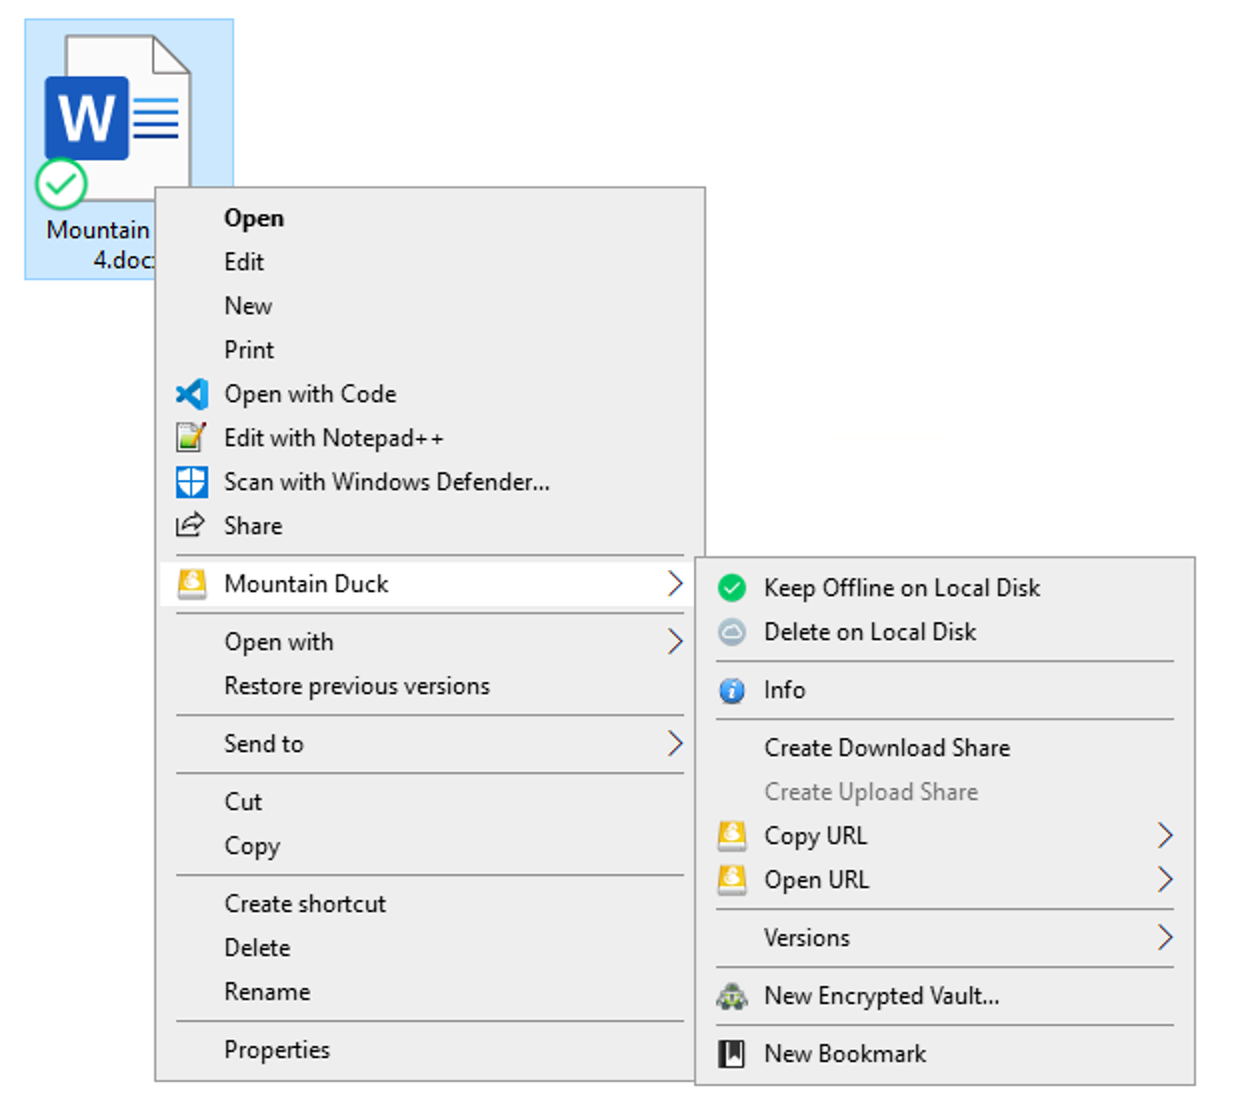 W
Mountain
4.doc
Open
Edit
New
Print
Open with Code
Edit with Notepad++
Scan with Windows Defender...
Share
Mountain Duck
Open with
Restore previous versions
Send to
Cut
Copy
Create shortcut
Delete
Rename
Properties
Keep Offline on Local Disk
Delete on Local Disk
Info
Create Download Share
Create Upload Share
Copy URL
Open URL
Versions
New Encrypted Vault...
New Bookmark